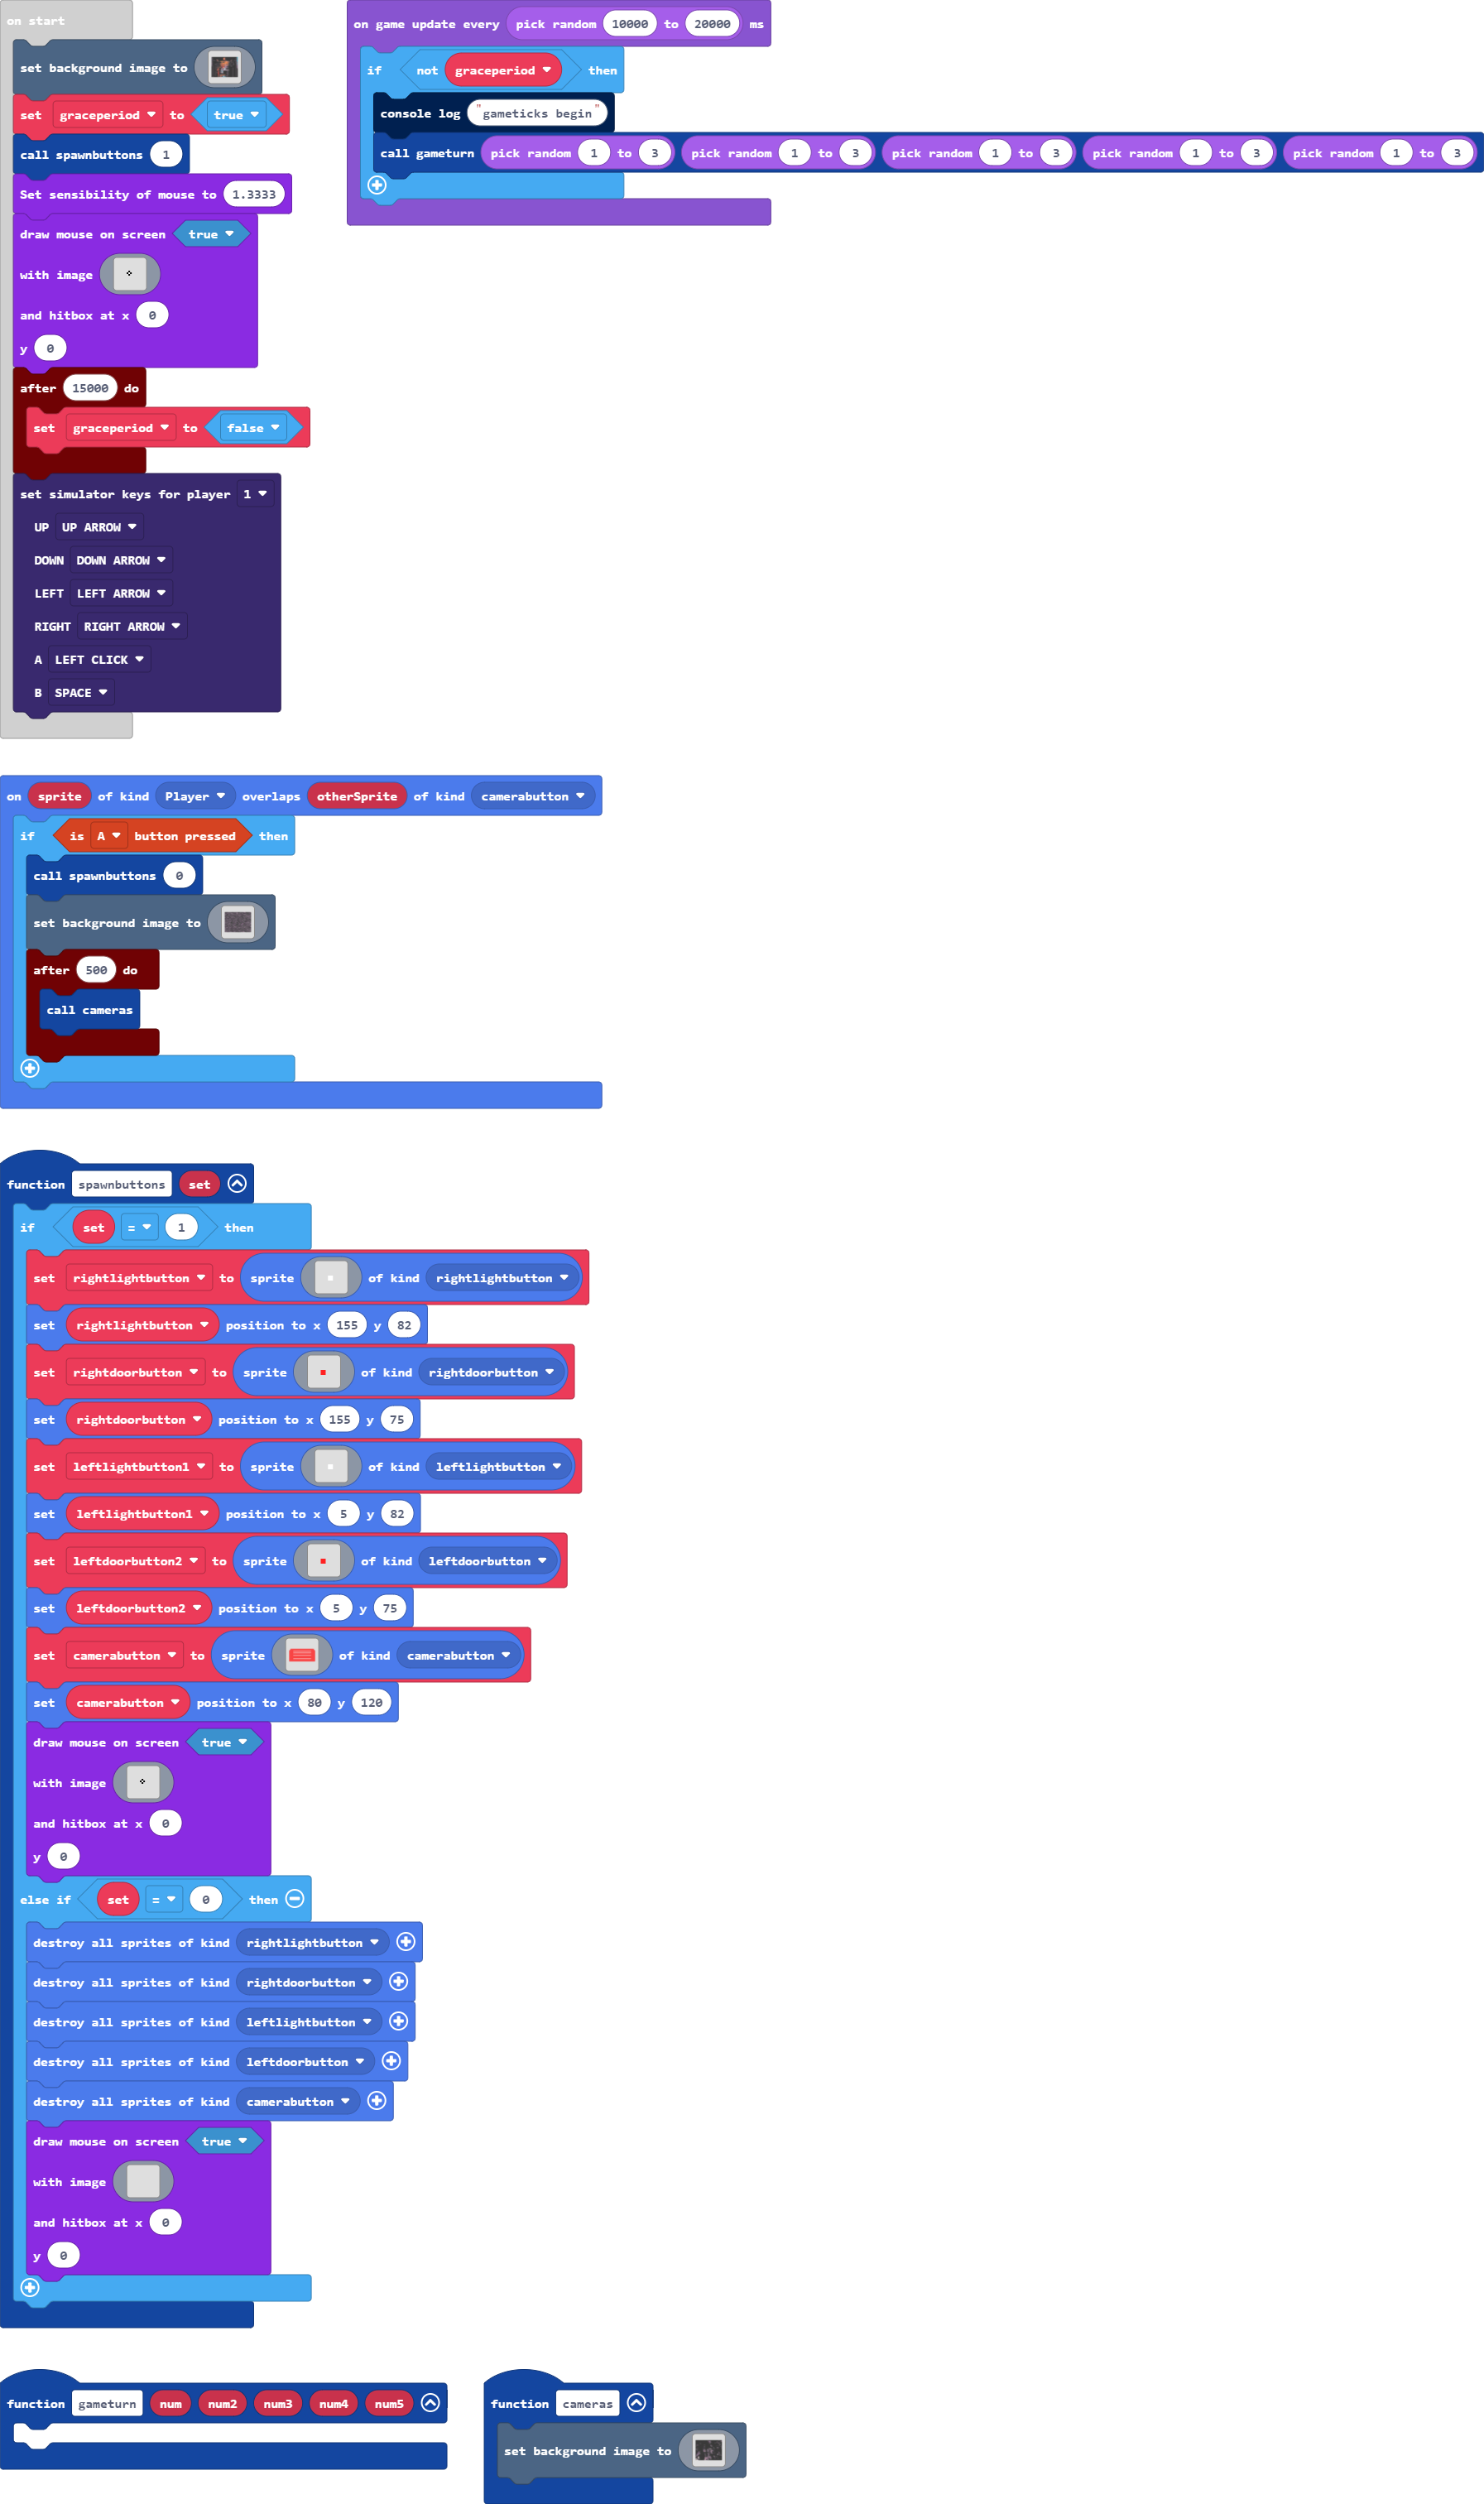 on start
set background image to
set graceperiod to true
call spawnbuttons 1
Set sensibility of mouse to 1.3333
draw mouse on screen true
with image
and hitbox at x 0
y 0
after 15000 do
set graceperiod to false
set simulator keys for player 1
UP UP ARROW
DOWN DOWN ARROW
LEFT LEFT ARROW
RIGHT RIGHT ARROW
A LEFT CLICK
B SPACE
on game update every pick random 10000 to 20000 ms
if not graceperiod then
console log "gameticks begin"
call gameturn pick random 1 to 3 pick random 1 to 3 pick random 1 to 3 pick random 1 to 3 pick random 1 to 3
on sprite of kind Player overlaps otherSprite of kind camerabutton
if is A button pressed then
call spawnbuttons 0
set background image to
after 500 do
call cameras
function spawnbuttons set
if set = 1 then
set rightlightbutton to sprite of kind rightlightbutton
set rightlightbutton position to x 155 y 82
set rightdoorbutton to sprite of kind rightdoorbutton
set rightdoorbutton position to x 155 y 75
set leftlightbutton1 to sprite of kind leftlightbutton
set leftlightbutton1 position to x 5 y 82
set leftdoorbutton2 to sprite of kind leftdoorbutton
set leftdoorbutton2 position to x 5 y 75
set camerabutton to sprite of kind camerabutton
set camerabutton position to x 80 y 120
draw mouse on screen true
with image
and hitbox at x 0
y 0
else if set = 0 then
destroy all sprites of kind rightlightbutton
destroy all sprites of kind rightdoorbutton
destroy all sprites of kind leftlightbutton
destroy all sprites of kind leftdoorbutton
destroy all sprites of kind camerabutton
draw mouse on screen true
with image
and hitbox at x 0
y 0
function gameturn num num2 num3 num4 num5
function cameras
set background image to